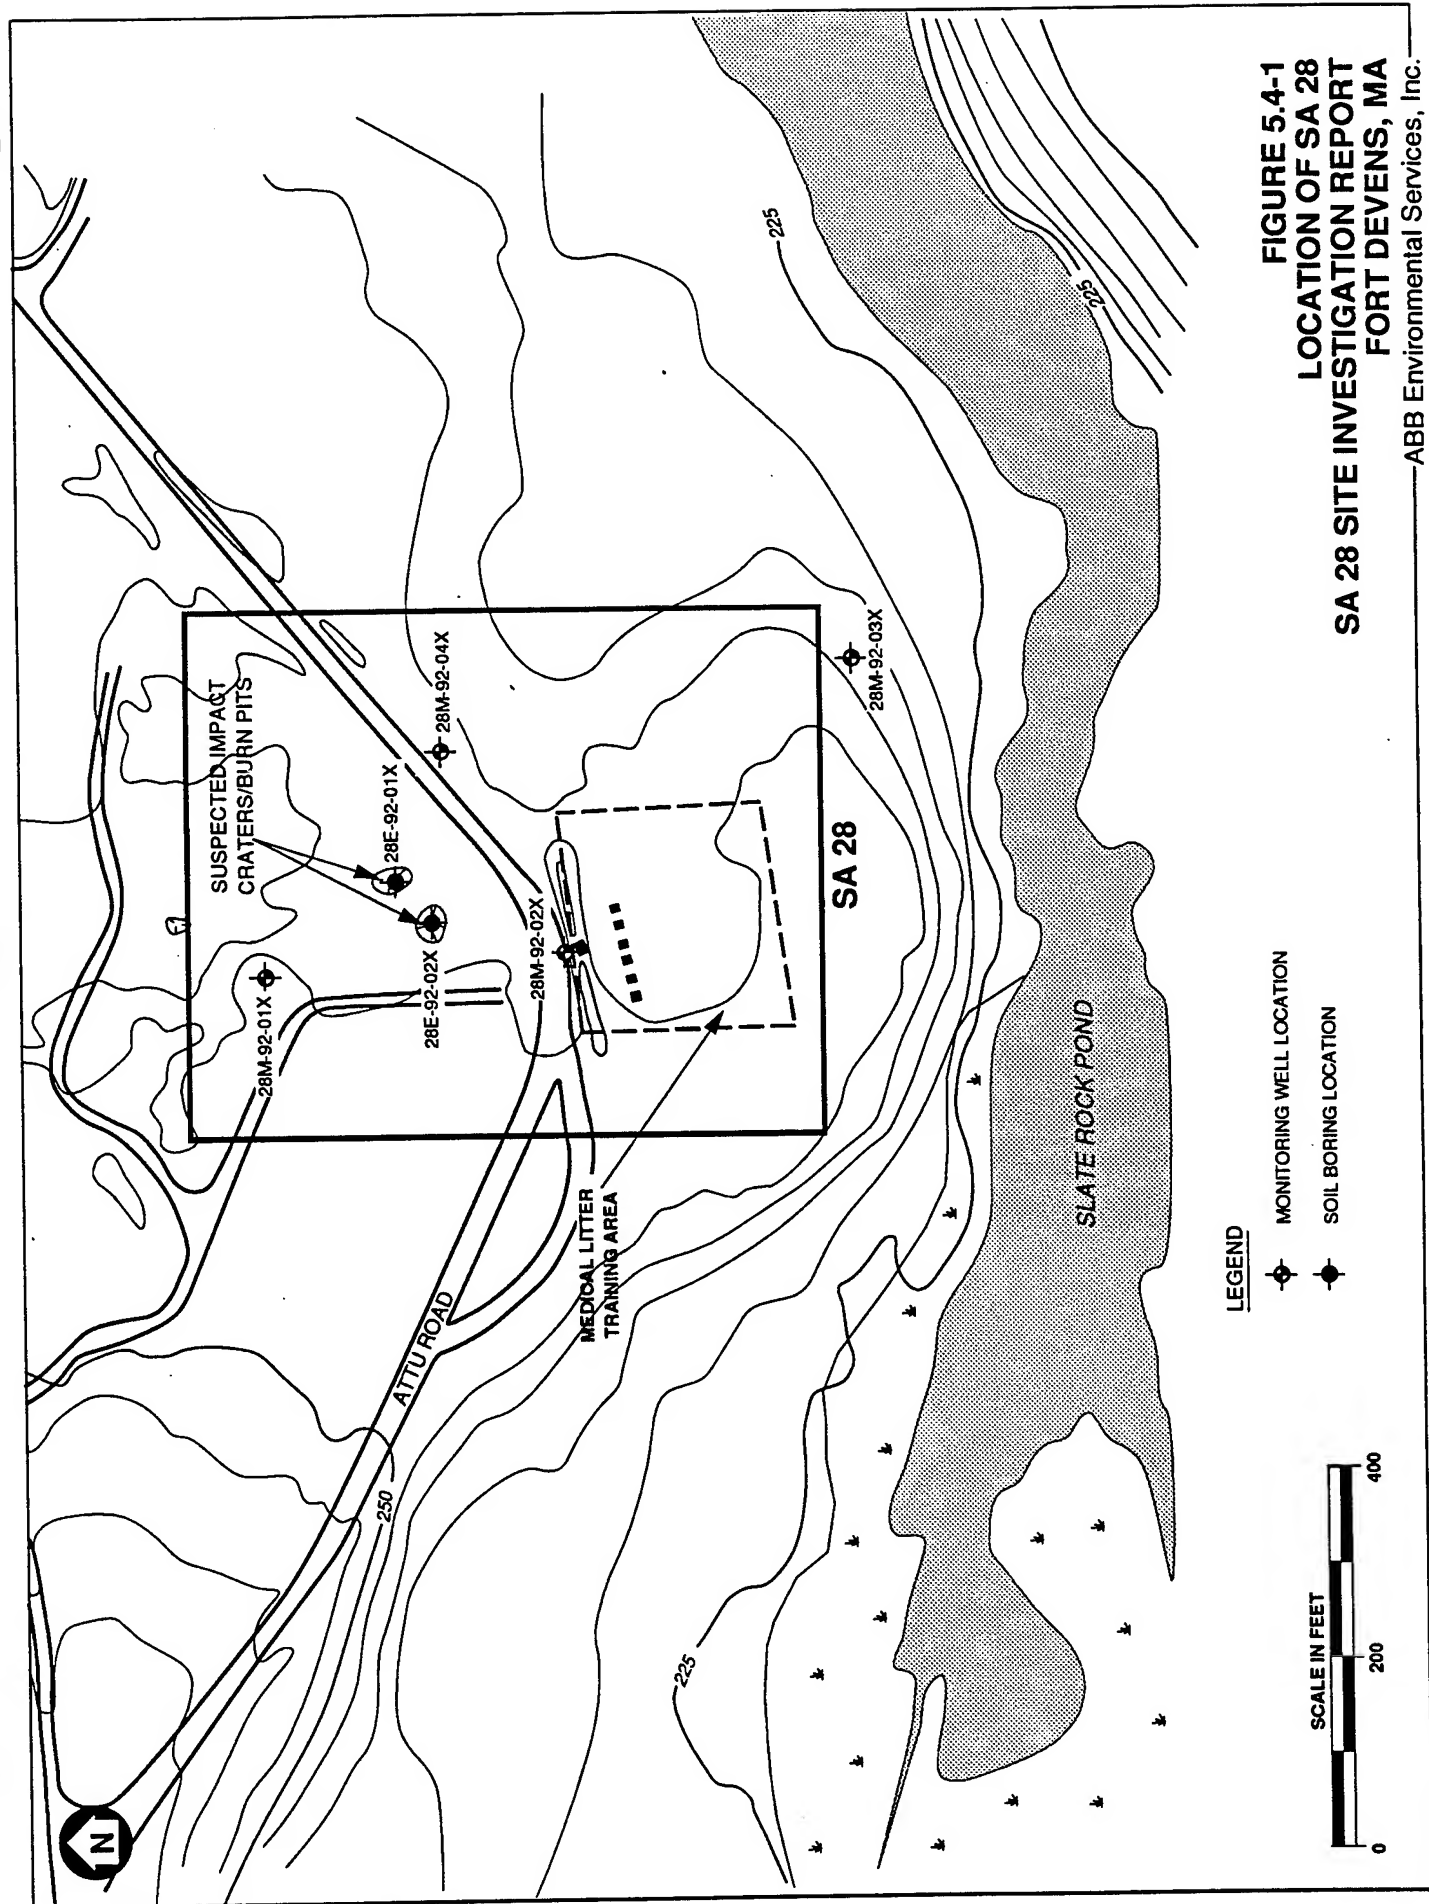 N
SUSPECTED IMPACT
CRATERS/BURN PITS
28M-92-01X
28E-92-01X
28E-92-02X
28M-92-04X
28M-92-02X
28M-92-03X
SA 28
ATTU ROAD
MEDICAL LITTER
TRAINING AREA
250
225
225
225
SLATE ROCK POND
LEGEND
MONITORING WELL LOCATION
SOIL BORING LOCATION
SCALE IN FEET
0 200 400
FIGURE 5.4-1
LOCATION OF SA 28
SA 28 SITE INVESTIGATION REPORT
FORT DEVENS, MA
ABB Environmental Services, Inc.